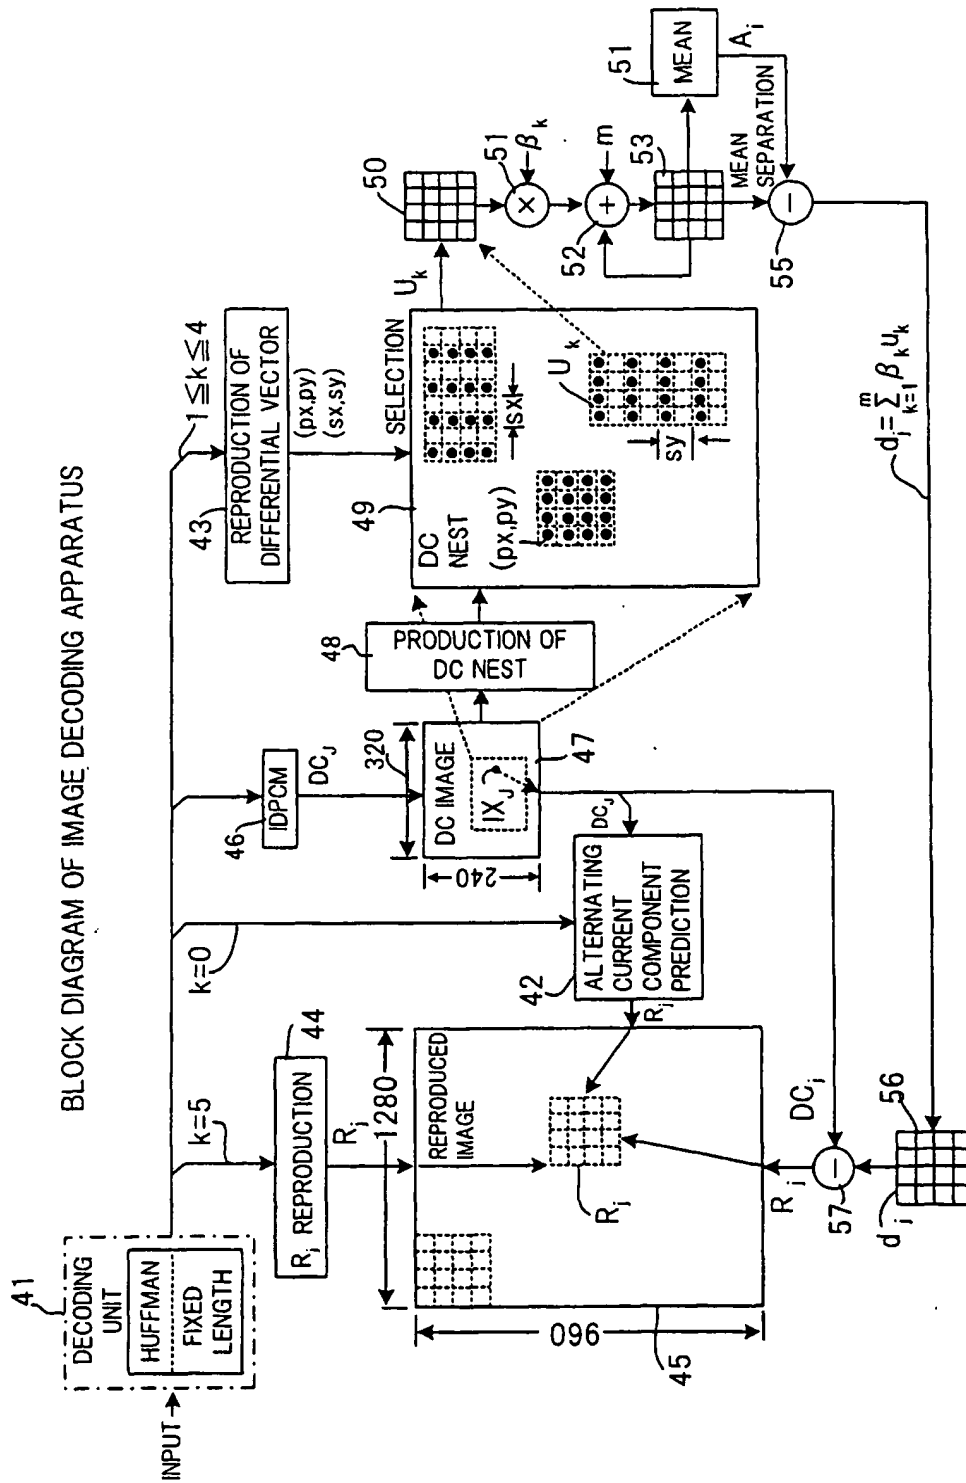 BLOCK DIAGRAM OF IMAGE DECODING APPARATUS
41
DECODING
UNIT
HUFFMAN
FIXED
LENGTH
INPUT
k=5
44
R_j REPRODUCTION
R_j
1280
REPRODUCED
IMAGE
R_j
960
45
k=0
42
ALTERNATING
CURRENT
COMPONENT
PREDICTION
R_j
DC_J
46
IDPCM
DC_J
320
DC IMAGE
IX_J
240
47
48
PRODUCTION OF
DC NEST
1≦k≦4
43
REPRODUCTION OF
DIFFERENTIAL VECTOR
(px,py)
(sx,sy)
SELECTION
49
DC
NEST
(px,py)
sx
sy
U_k
U_k
50
51
β_k
×
m
52
+
53
51
MEAN
A_i
MEAN
SEPARATION
55
−
d_j=∑_{k=1}^{m}β_k u_k
56
d_j
57
−
DC_j
R_j